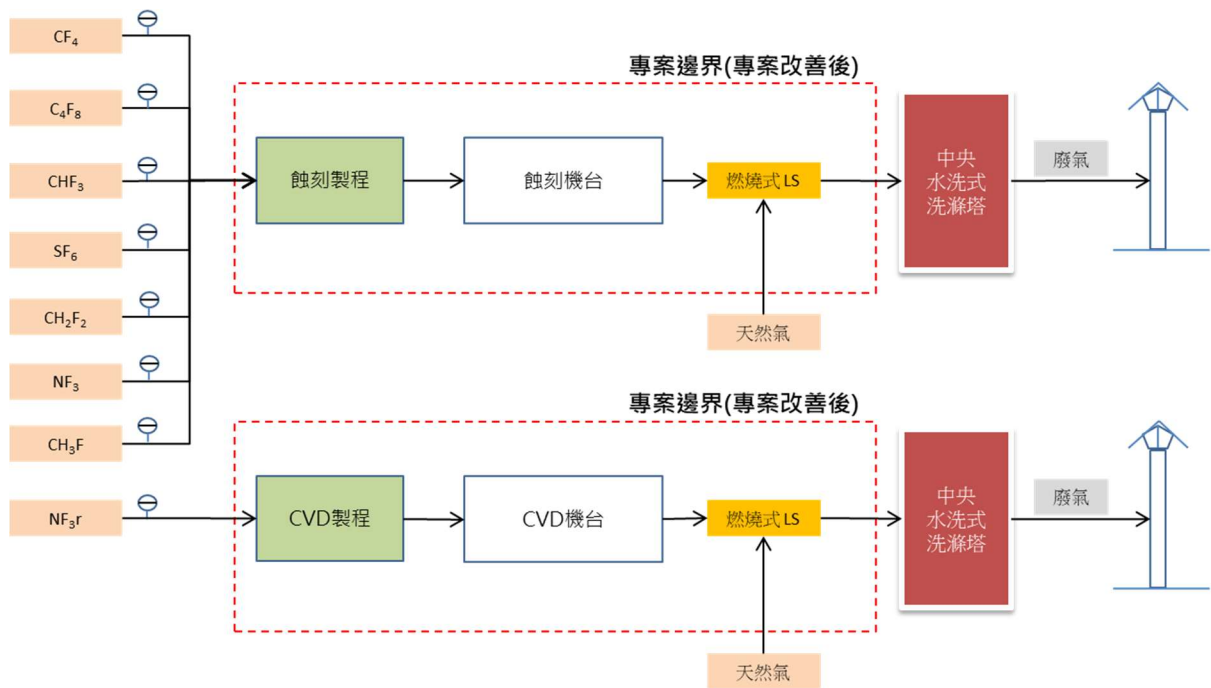 CF₄
C₄F₈
CHF₃
SF₆
CH₂F₂
NF₃
CH₃F
專案邊界(專案改善後)
蝕刻製程
蝕刻機台
燃燒式 LS
天然氣
中央
水洗式
洗滌塔
廢氣
NF₃r
專案邊界(專案改善後)
CVD製程
CVD機台
燃燒式 LS
天然氣
中央
水洗式
洗滌塔
廢氣